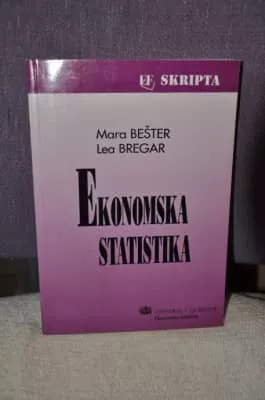 EF SKRIPTA
Mara BEŠTER
Lea BREGAR
EKONOMSKA
STATISTIKA